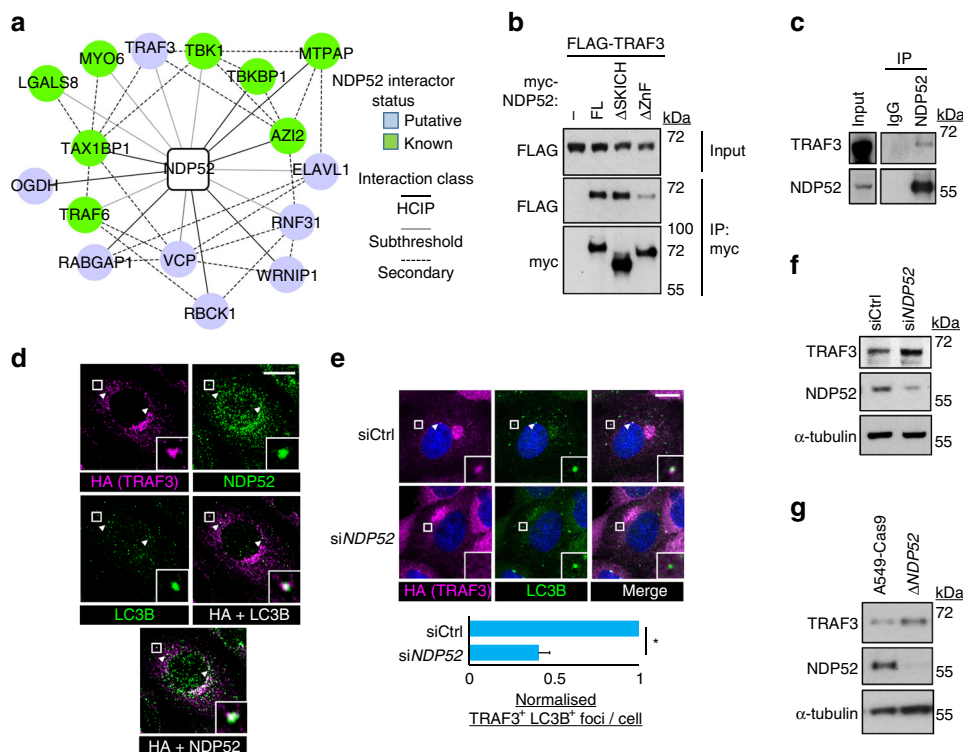 a
TRAF3
TBK1
MTPAP
MYO6
TBKBP1
LGALS8
TAX1BP1
AZI2
NDP52
OGDH
ELAVL1
TRAF6
RNF31
RABGAP1
VCP
WRNIP1
RBCK1
NDP52 interactor
status
Putative
Known
Interaction class
HCIP
Subthreshold
Secondary
b
FLAG-TRAF3
myc-
NDP52:
–
FL
ΔSKICH
ΔZnF
kDa
FLAG
72
Input
FLAG
72
myc
100
72
55
IP:
myc
c
IP
Input
IgG
NDP52
kDa
TRAF3
72
NDP52
55
d
HA (TRAF3)
NDP52
LC3B
HA + LC3B
HA + NDP52
e
siCtrl
siNDP52
HA (TRAF3)
LC3B
Merge
siCtrl
siNDP52
*
0
0.5
1
Normalised
TRAF3⁺ LC3B⁺ foci / cell
f
siCtrl
siNDP52
kDa
TRAF3
72
NDP52
55
α-tubulin
55
g
A549-Cas9
ΔNDP52
kDa
TRAF3
72
NDP52
55
α-tubulin
55